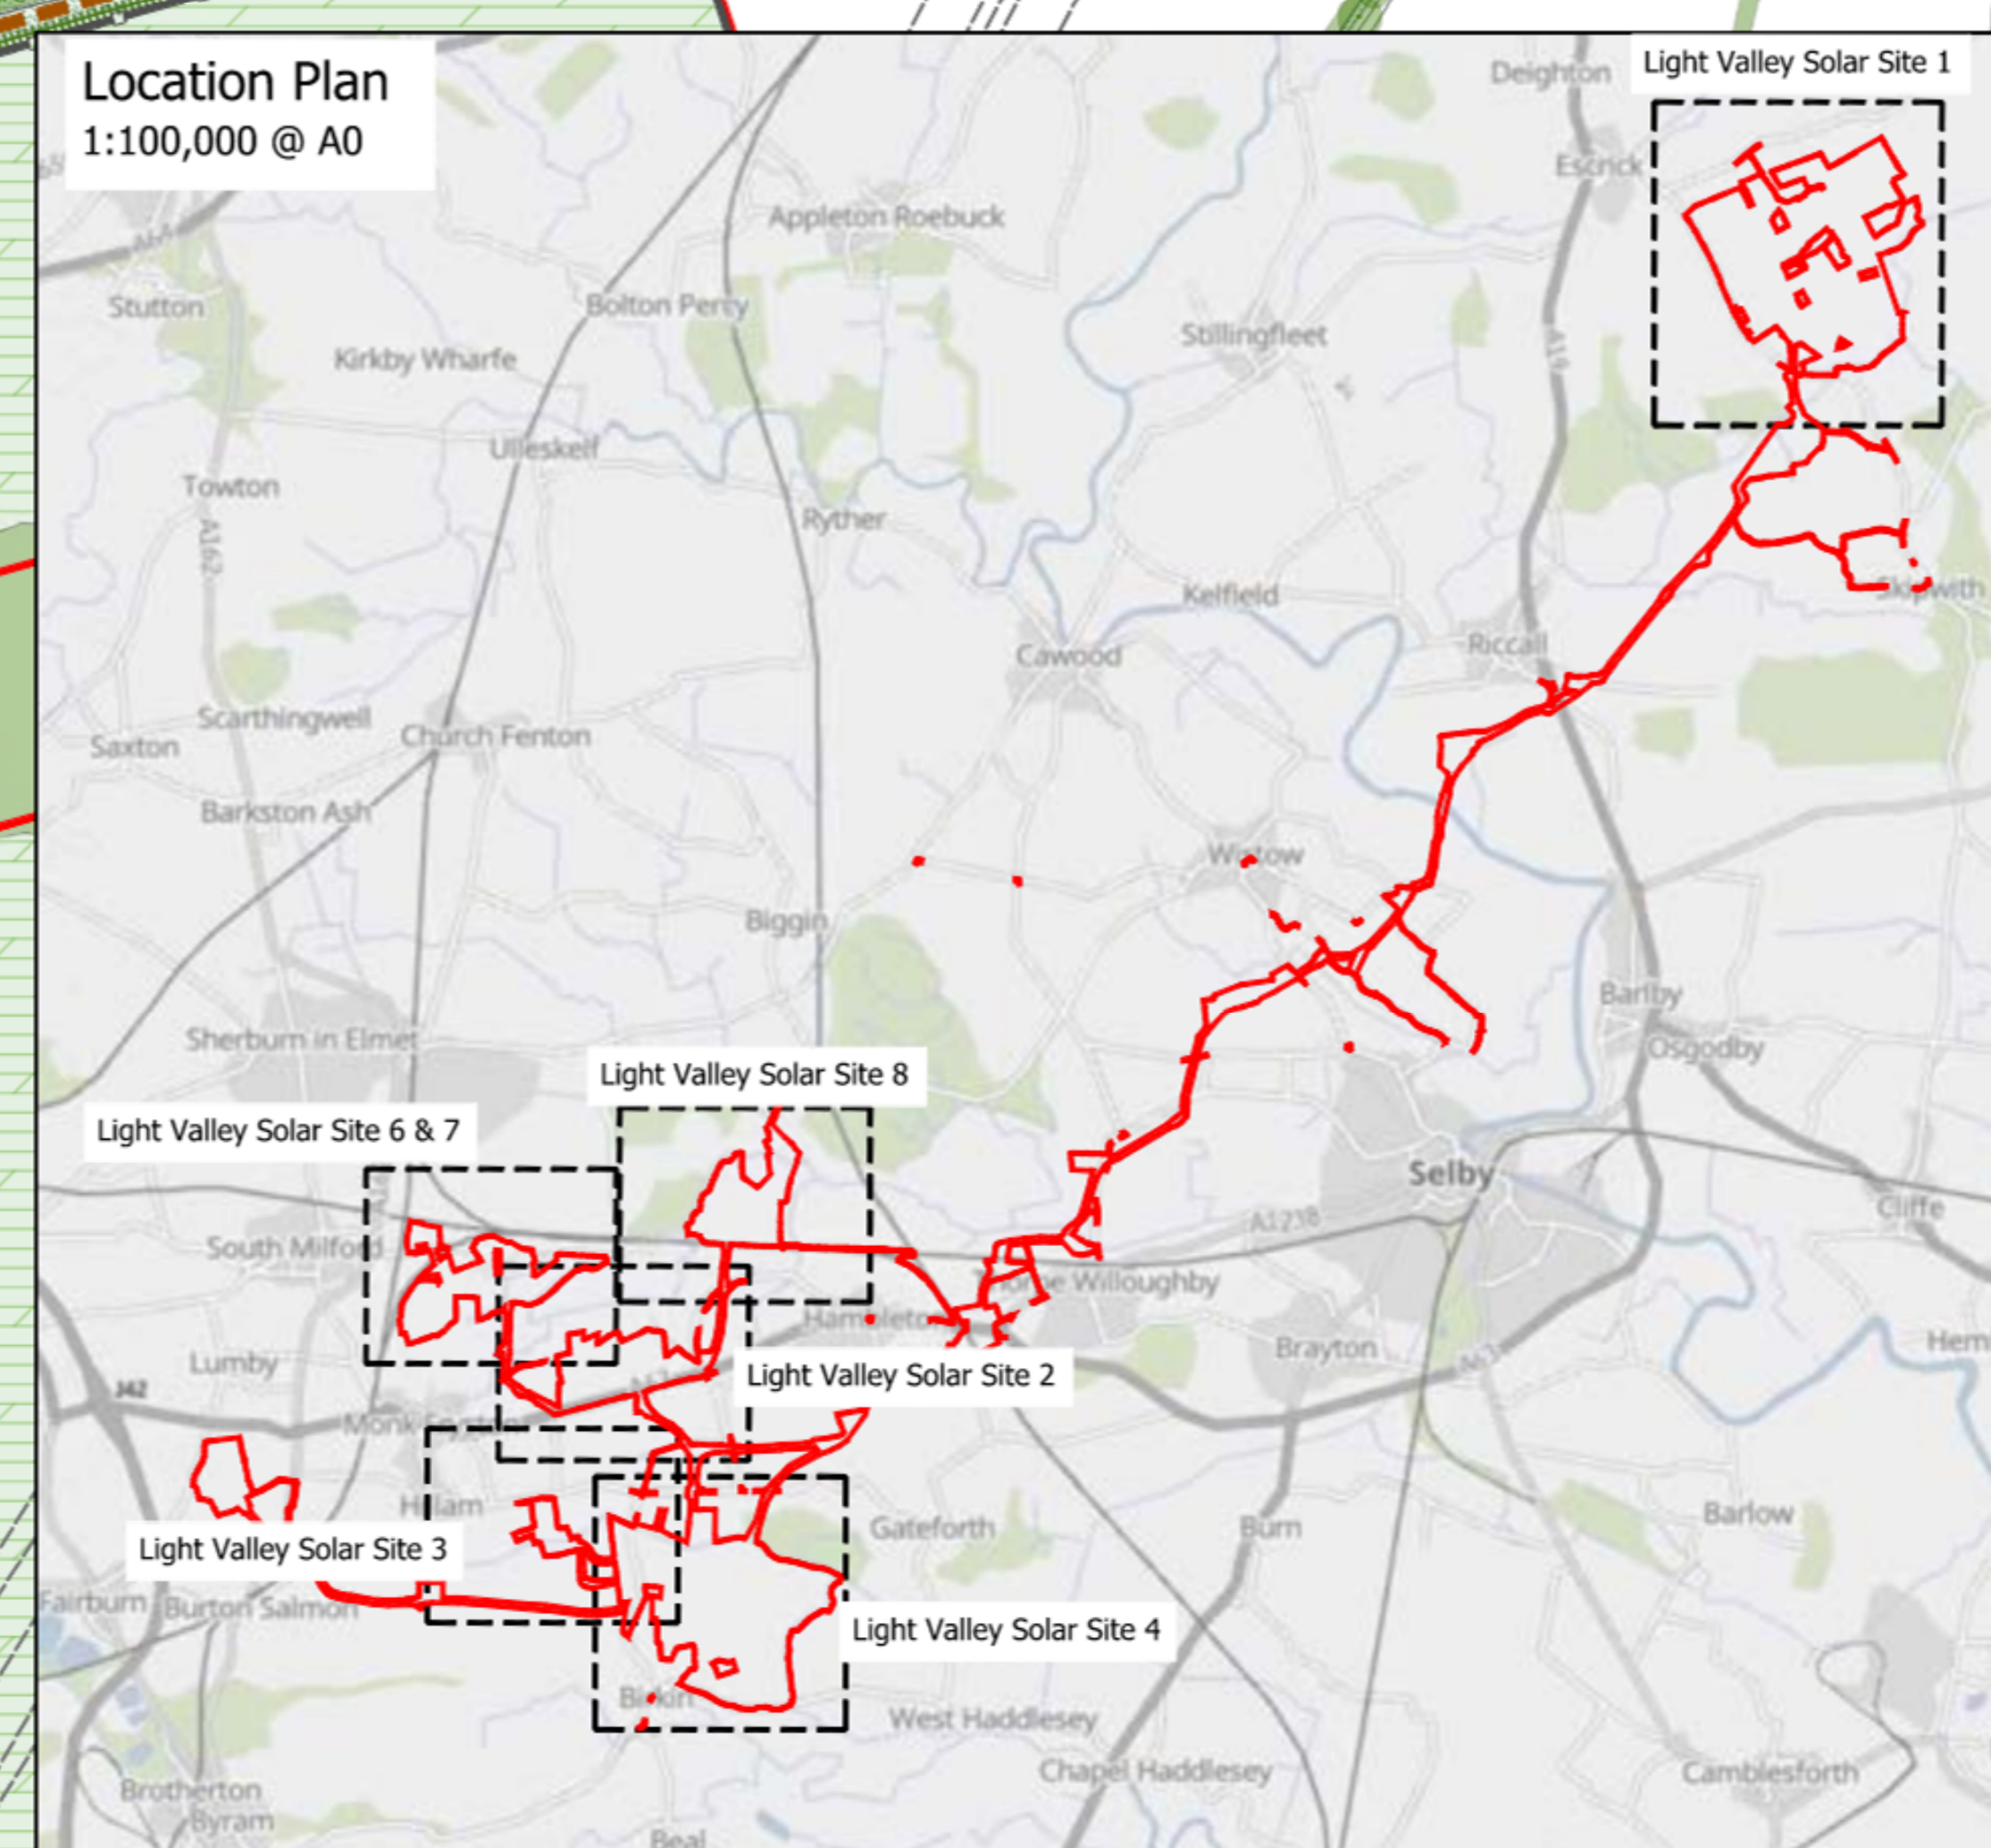 Location Plan
1:100,000 @ A0
Light Valley Solar Site 1
Deighton
Escrick
Appleton Roebuck
A64
Stutton
Bolton Percy
Stillingfleet
A19
Kirkby Wharfe
Ulleskelf
Towton
Ryther
A162
Kelfield
Skipwith
Riccall
Cawood
Scarthingwell
Saxton
Church Fenton
Barkston Ash
Wistow
Biggin
Barlby
Sherburn in Elmet
Osgodby
Light Valley Solar Site 8
Light Valley Solar Site 6 & 7
Selby
Cliffe
A1238
South Milford
Thorpe Willoughby
Hambleton
Brayton
Hem
Lumby
A63
J42
Light Valley Solar Site 2
Monk Fryston
Hillam
Barlow
Gateforth
Burn
Light Valley Solar Site 3
Fairburn
Burton Salmon
Light Valley Solar Site 4
Birkin
West Haddlesey
Chapel Haddlesey
Camblesforth
Brotherton
Byram
Beal